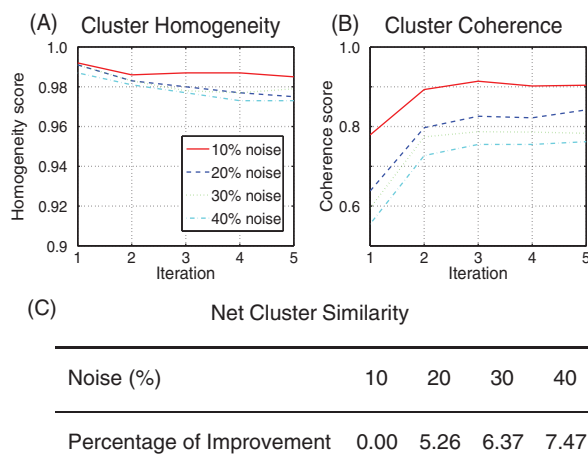 (A) Cluster Homogeneity
1.0
0.98
0.96
0.94
0.92
0.9
Homogeneity score
10% noise
20% noise
30% noise
40% noise
1 2 3 4 5
Iteration
(B) Cluster Coherence
1.0
0.8
0.6
Coherence score
1 2 3 4 5
Iteration
(C) Net Cluster Similarity
Noise (%) 10 20 30 40
Percentage of Improvement 0.00 5.26 6.37 7.47